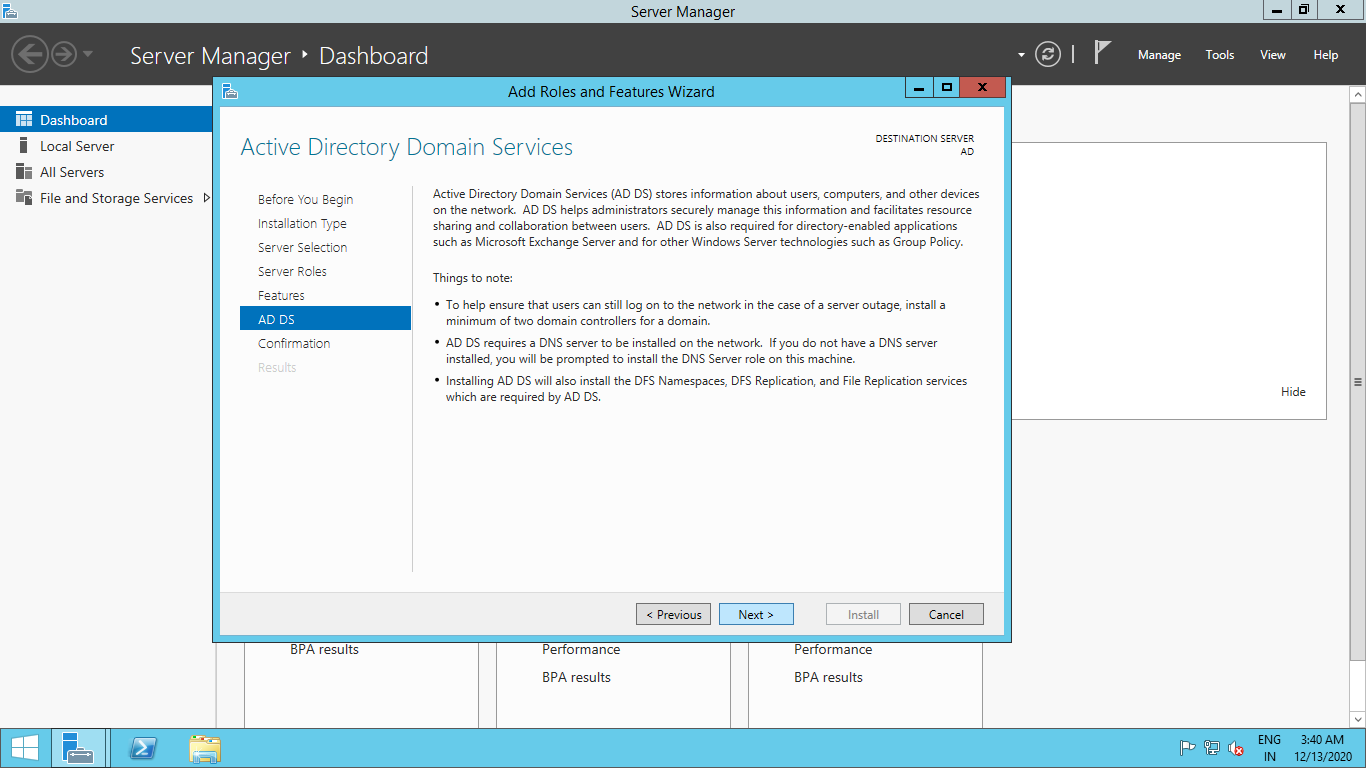 Server Manager
Server Manager ‣ Dashboard
Manage
Tools
View
Help
Dashboard
Local Server
All Servers
File and Storage Services
Add Roles and Features Wizard
Active Directory Domain Services
DESTINATION SERVER
AD
Before You Begin
Installation Type
Server Selection
Server Roles
Features
AD DS
Confirmation
Results
Active Directory Domain Services (AD DS) stores information about users, computers, and other devices
on the network.  AD DS helps administrators securely manage this information and facilitates resource
sharing and collaboration between users.  AD DS is also required for directory-enabled applications
such as Microsoft Exchange Server and for other Windows Server technologies such as Group Policy.
Things to note:
• To help ensure that users can still log on to the network in the case of a server outage, install a
minimum of two domain controllers for a domain.
• AD DS requires a DNS server to be installed on the network.  If you do not have a DNS server
installed, you will be prompted to install the DNS Server role on this machine.
• Installing AD DS will also install the DFS Namespaces, DFS Replication, and File Replication services
which are required by AD DS.
< Previous
Next >
Install
Cancel
Hide
BPA results
Performance
BPA results
Performance
BPA results
ENG
IN
3:40 AM
12/13/2020